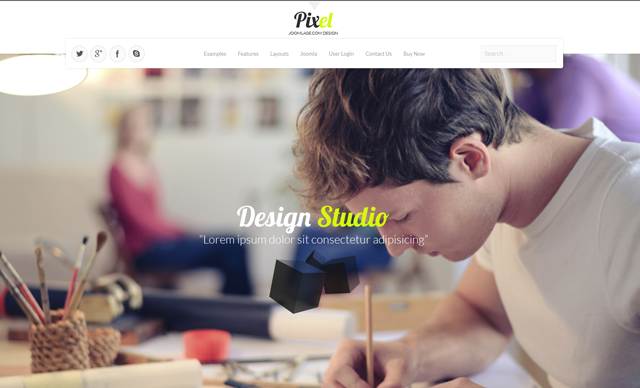 Pixel
JOOMLAGE.COM DESIGN
Examples Features Layouts Joomla User Login Contact Us Buy Now
Search...
Design Studio
"Lorem ipsum dolor sit consectetur adipisicing"